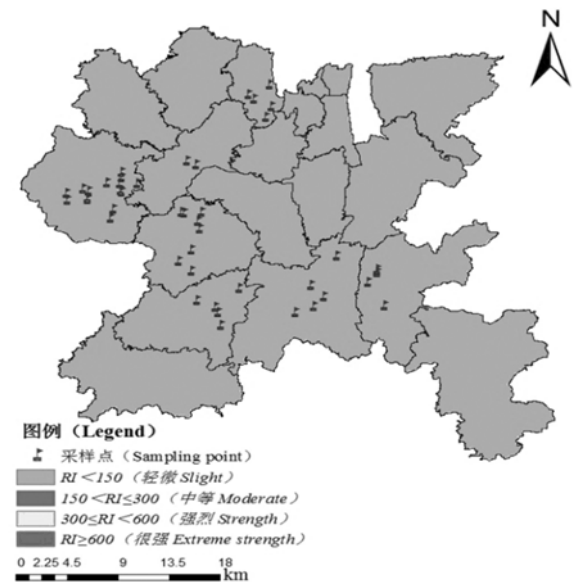 N
图例（Legend）
采样点（Sampling point）
RI＜150（轻微 Slight）
150＜RI≤300（中等 Moderate）
300≤RI＜600（强烈 Strength）
RI≥600（很强 Extreme strength）
0 2.25 4.5 9 13.5 18
km